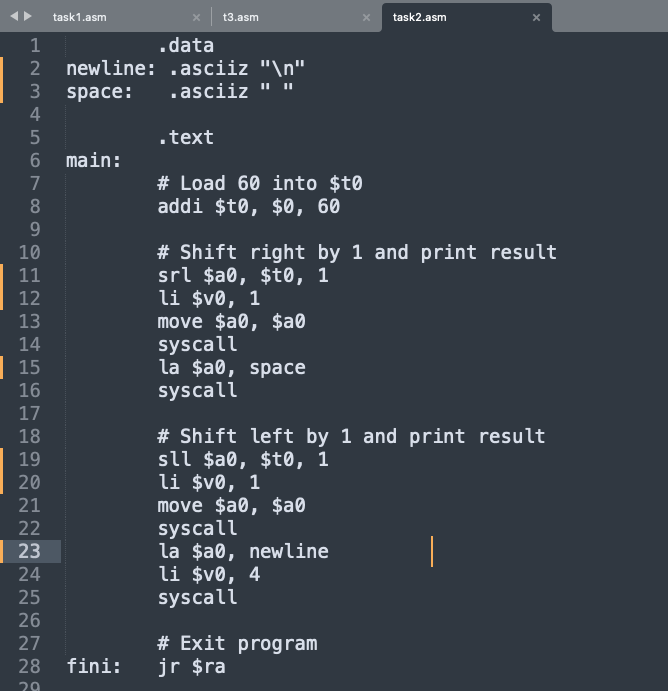 task1.asm × t3.asm × task2.asm ×
1 .data
2 newline: .asciiz "\n"
3 space: .asciiz " "
4
5 .text
6 main:
7 # Load 60 into $t0
8 addi $t0, $0, 60
9
10 # Shift right by 1 and print result
11 srl $a0, $t0, 1
12 li $v0, 1
13 move $a0, $a0
14 syscall
15 la $a0, space
16 syscall
17
18 # Shift left by 1 and print result
19 sll $a0, $t0, 1
20 li $v0, 1
21 move $a0, $a0
22 syscall
23 la $a0, newline
24 li $v0, 4
25 syscall
26
27 # Exit program
28 fini: jr $ra
29